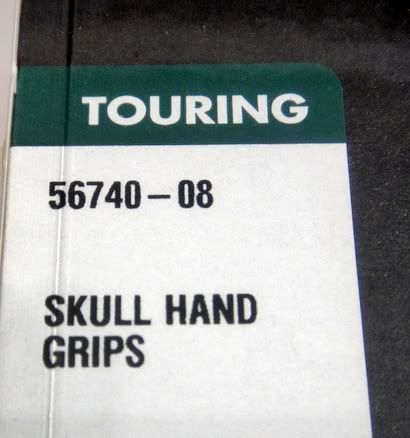 TOURING
56740-08
SKULL HAND
GRIPS